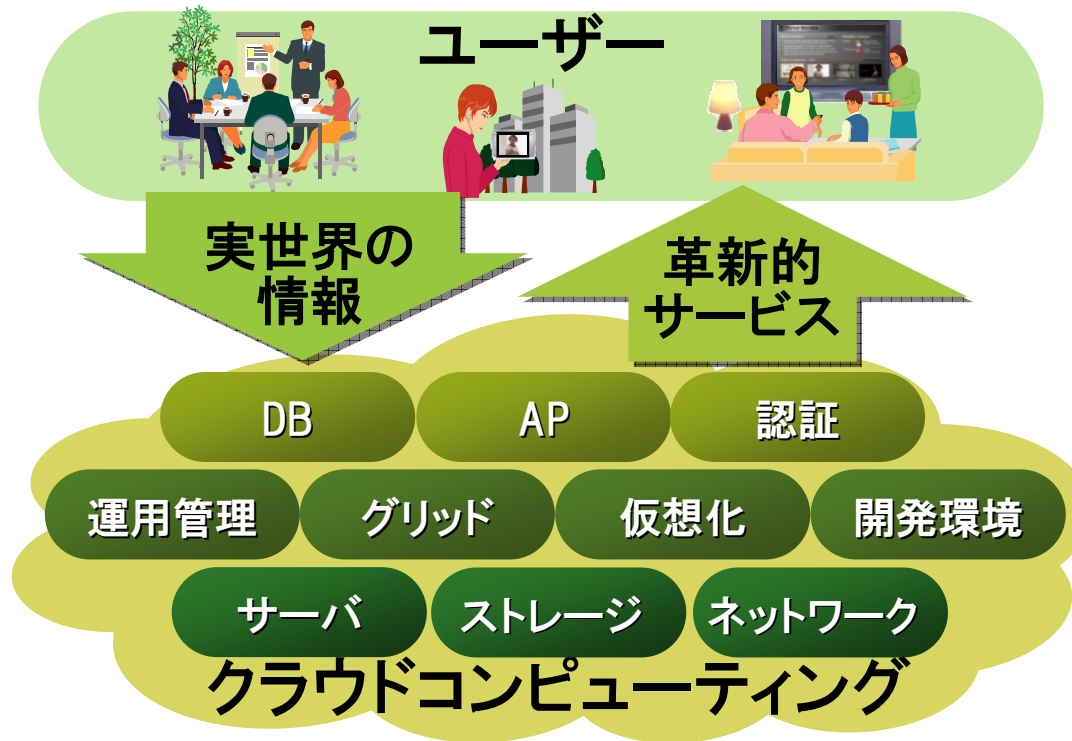 ユーザー
実世界の
情報
革新的
サービス
DB
AP
認証
運用管理
グリッド
仮想化
開発環境
サーバ
ストレージ
ネットワーク
クラウドコンピューティング